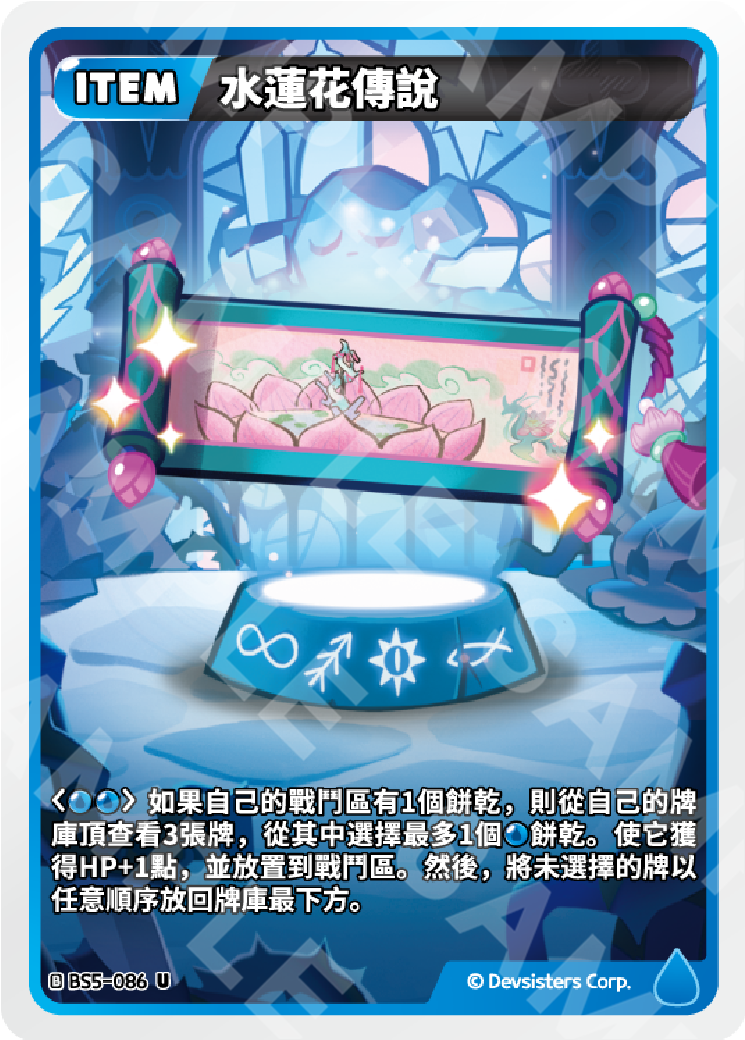 ITEM 水蓮花傳說
〈💧💧〉如果自己的戰鬥區有1個餅乾，則從自己的牌
庫頂查看3張牌，從其中選擇最多1個💧餅乾。使它獲
得HP+1點，並放置到戰鬥區。然後，將未選擇的牌以
任意順序放回牌庫最下方。
B BS5-086 U
© Devsisters Corp.
SAMPLE